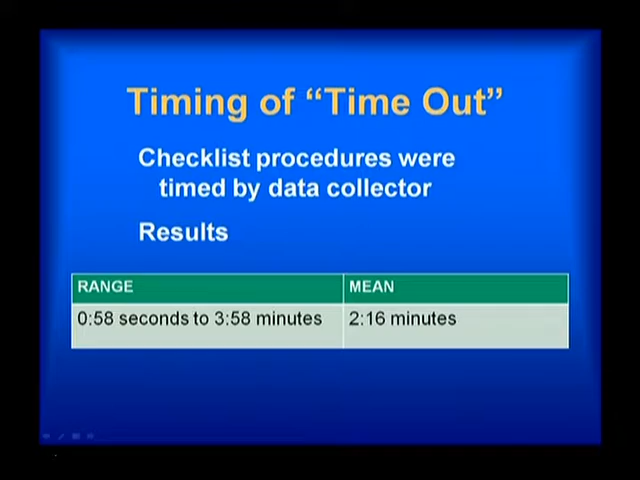 Timing of “Time Out”
Checklist procedures were
timed by data collector
Results
RANGE MEAN
0:58 seconds to 3:58 minutes 2:16 minutes